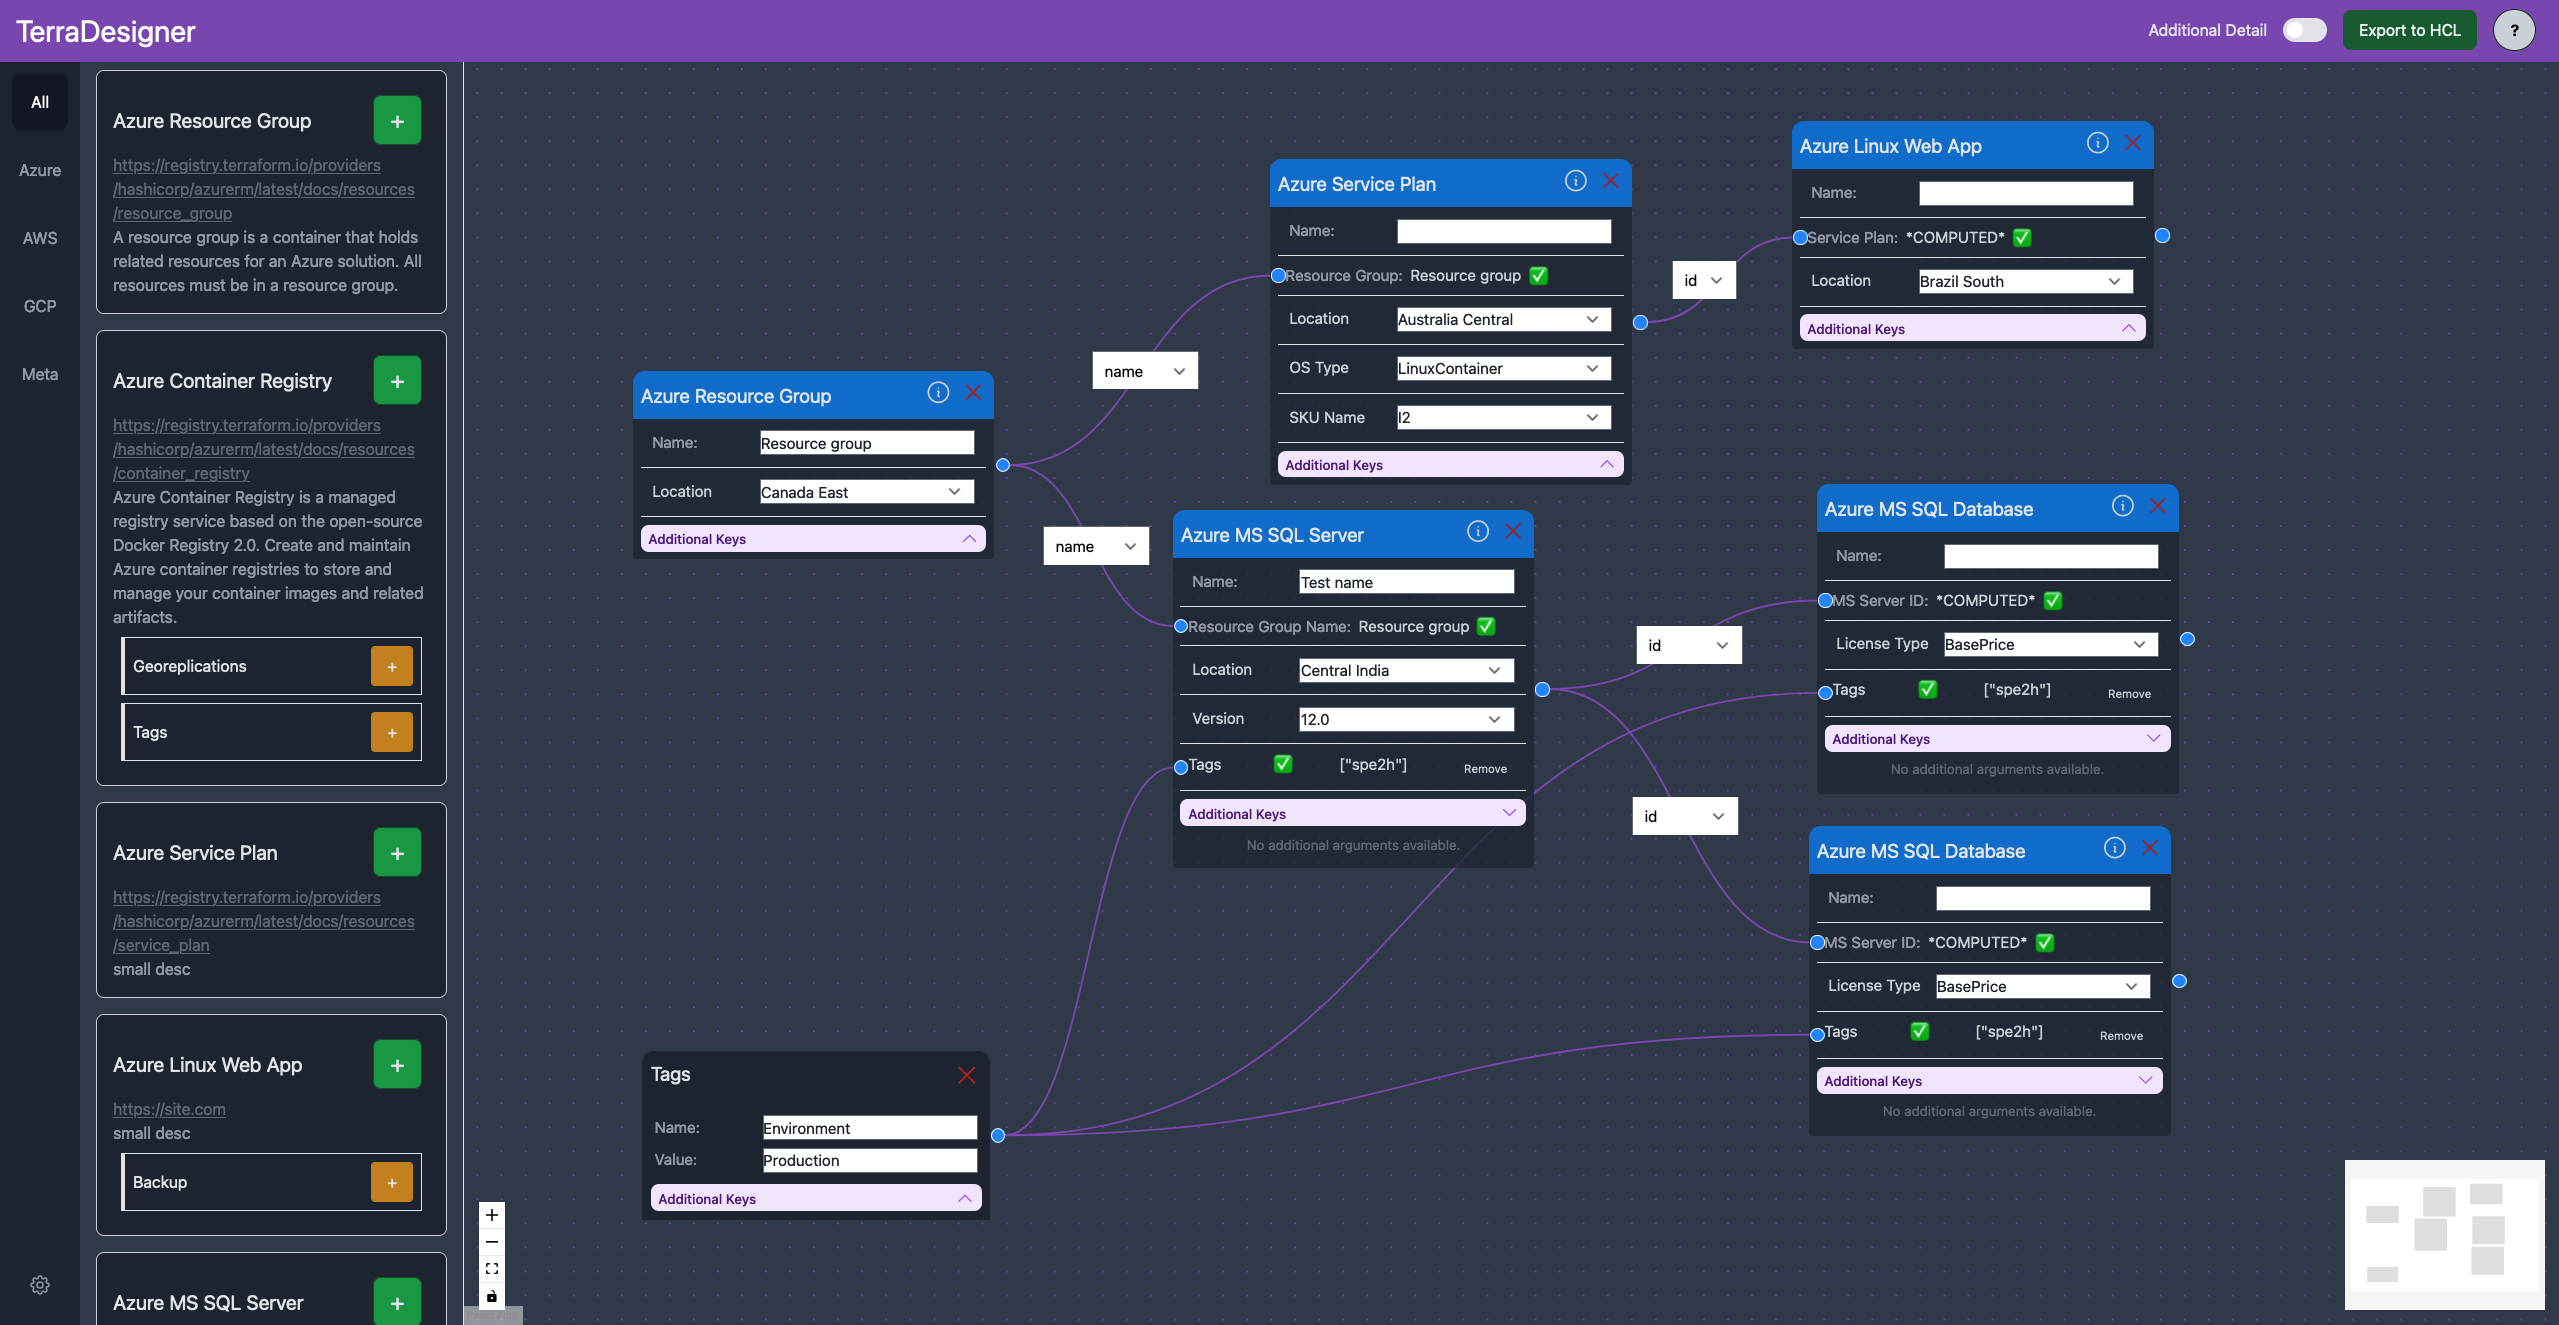 TerraDesigner
Additional Detail
Export to HCL
?
All
Azure
AWS
GCP
Meta
Azure Resource Group
+
https://registry.terraform.io/providers
/hashicorp/azurerm/latest/docs/resources
/resource_group
A resource group is a container that holds
related resources for an Azure solution. All
resources must be in a resource group.
Azure Container Registry
+
https://registry.terraform.io/providers
/hashicorp/azurerm/latest/docs/resources
/container_registry
Azure Container Registry is a managed
registry service based on the open-source
Docker Registry 2.0. Create and maintain
Azure container registries to store and
manage your container images and related
artifacts.
Georeplications
+
Tags
+
Azure Service Plan
+
https://registry.terraform.io/providers
/hashicorp/azurerm/latest/docs/resources
/service_plan
small desc
Azure Linux Web App
+
https://site.com
small desc
Backup
+
Azure MS SQL Server
+
Azure Resource Group
Name: Resource group
Location Canada East
Additional Keys
name
name
Azure Service Plan
Name:
Resource Group: Resource group
Location Australia Central
OS Type LinuxContainer
SKU Name I2
Additional Keys
id
Azure Linux Web App
Name:
Service Plan: *COMPUTED*
Location Brazil South
Additional Keys
Azure MS SQL Server
Name: Test name
Resource Group Name: Resource group
Location Central India
Version 12.0
Tags ["spe2h"] Remove
Additional Keys
No additional arguments available.
id
id
Azure MS SQL Database
Name:
MS Server ID: *COMPUTED*
License Type BasePrice
Tags ["spe2h"] Remove
Additional Keys
No additional arguments available.
Azure MS SQL Database
Name:
MS Server ID: *COMPUTED*
License Type BasePrice
Tags ["spe2h"] Remove
Additional Keys
No additional arguments available.
Tags
Name: Environment
Value: Production
Additional Keys